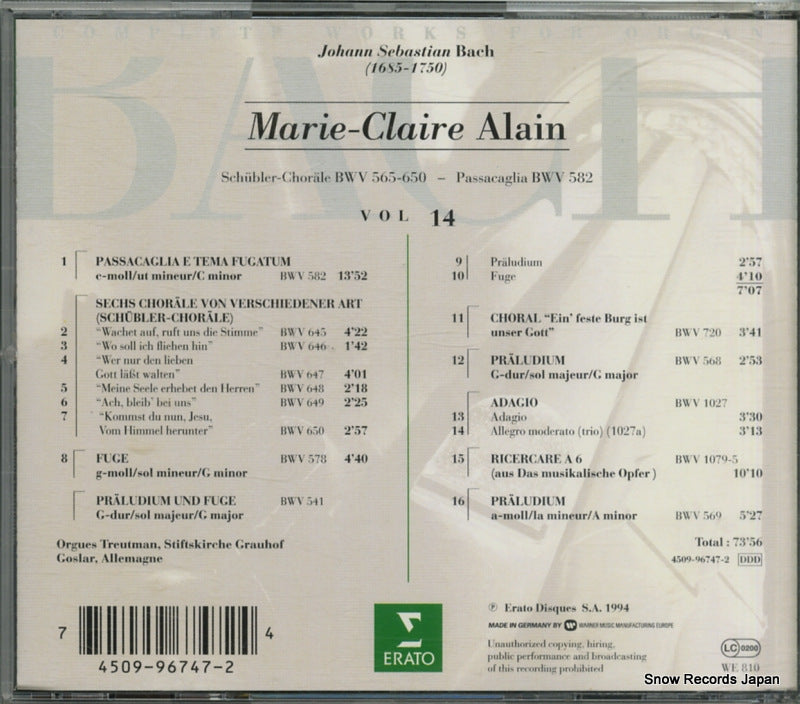 COMPLETE WORKS FOR ORGAN
BACH
Johann Sebastian Bach
(1685-1750)
Marie-Claire Alain
Schübler-Choräle BWV 565-650 – Passacaglia BWV 582
VOL 14
1 PASSACAGLIA E TEMA FUGATUM
c-moll/ut mineur/C minor BWV 582 13'52
SECHS CHORÄLE VON VERSCHIEDENER ART
(SCHÜBLER-CHORÄLE)
2 "Wachet auf, ruft uns die Stimme" BWV 645 4'22
3 "Wo soll ich fliehen hin" BWV 646 1'42
4 "Wer nur den lieben
Gott läßt walten" BWV 647 4'01
5 "Meine Seele erhebet den Herren" BWV 648 2'18
6 "Ach, bleib' bei uns" BWV 649 2'25
7 "Kommst du nun, Jesu,
Vom Himmel herunter" BWV 650 2'57
8 FUGE BWV 578 4'40
g-moll/sol mineur/G minor
PRÄLUDIUM UND FUGE BWV 541
G-dur/sol majeur/G major
Orgues Treutman, Stiftskirche Grauhof
Goslar, Allemagne
9 Präludium 2'57
10 Fuge 4'10
7'07
11 CHORAL "Ein' feste Burg ist
unser Gott" BWV 720 3'41
12 PRÄLUDIUM BWV 568 2'53
G-dur/sol majeur/G major
ADAGIO BWV 1027
13 Adagio 3'30
14 Allegro moderato (trio) (1027a) 3'13
15 RICERCARE A 6 BWV 1079-5
(aus Das musikalische Opfer) 10'10
16 PRÄLUDIUM
a-moll/la mineur/A minor BWV 569 5'27
Total : 73'56
4509-96747-2 DDD
7 4509-96747-2 4
ERATO
℗ Erato Disques S.A. 1994
MADE IN GERMANY BY WARNER MUSIC MANUFACTURING EUROPE
Unauthorized copying, hiring,
public performance and broadcasting
of this recording prohibited
LC 0200
WE 810
Snow Records Japan